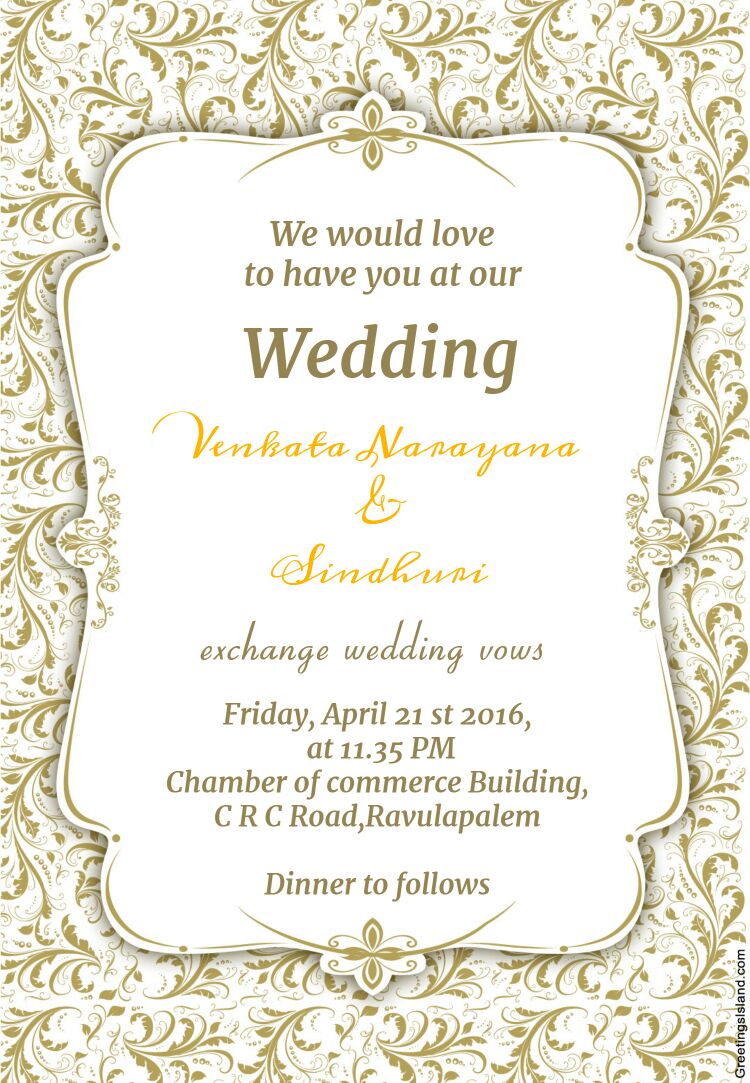 We would love
to have you at our
Wedding
Venkata Narayana
&
Sindhuri
exchange wedding vows
Friday, April 21 st 2016,
at 11.35 PM
Chamber of commerce Building,
C R C Road,Ravulapalem
Dinner to follows
GreetingsIsland.com